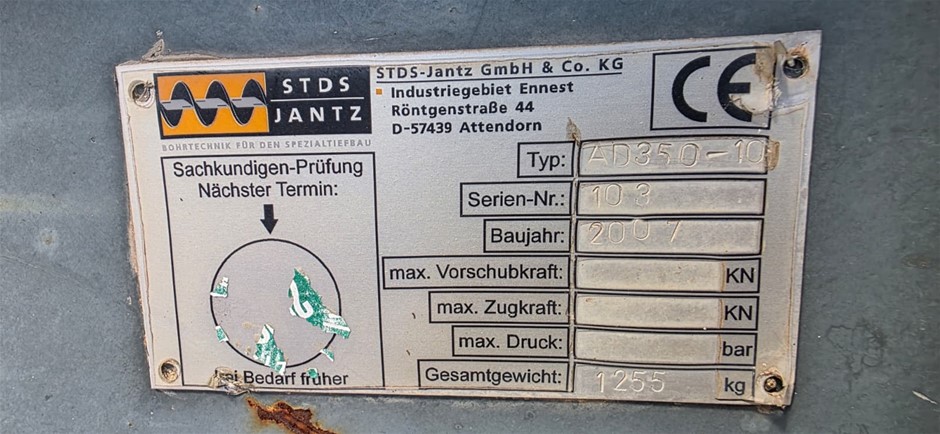 STDS
JANTZ
BOHRTECHNIK FÜR DEN SPEZIALTIEFBAU
STDS-Jantz GmbH & Co. KG
Industriegebiet Ennest
Röntgenstraße 44
D-57439 Attendorn
CE
Sachkundigen-Prüfung
Nächster Termin:
bei Bedarf früher
Typ: AD350-10
Serien-Nr.: 103
Baujahr: 2007
max. Vorschubkraft: KN
max. Zugkraft: KN
max. Druck: bar
Gesamtgewicht: 1255 kg